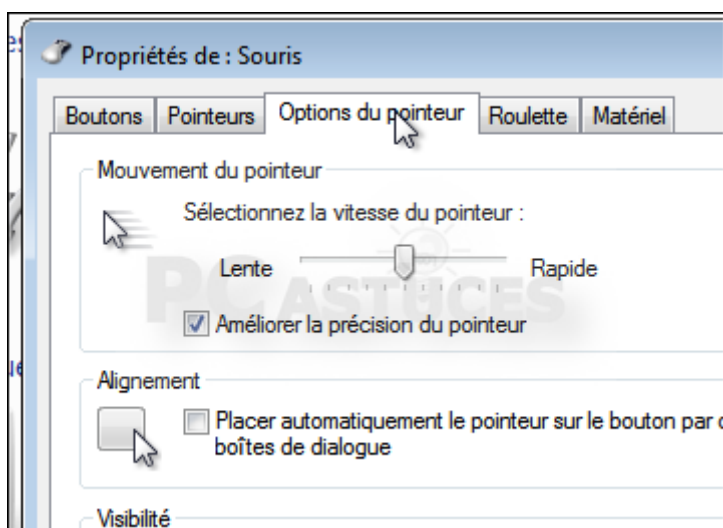 Propriétés de : Souris
Boutons Pointeurs Options du pointeur Roulette Matériel
Mouvement du pointeur
Sélectionnez la vitesse du pointeur :
Lente Rapide
PC ASTUCES
Améliorer la précision du pointeur
Alignement
Placer automatiquement le pointeur sur le bouton par
boîtes de dialogue
Visibilité